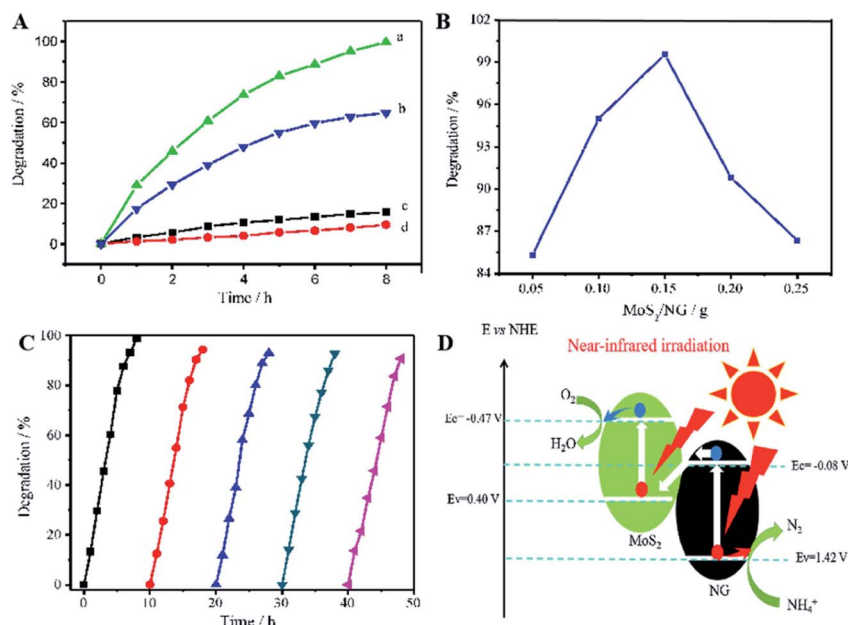 A
Degradation / %
100
80
60
40
20
0
a
b
c
d
0 2 4 6 8
Time / h
B
Degradation / %
102
99
96
93
90
87
84
0.05 0.10 0.15 0.20 0.25
MoS₂/NG / g
C
Degradation / %
100
80
60
40
20
0
0 10 20 30 40 50
Time / h
D
E vs NHE
Near-infrared irradiation
O₂
Ec= -0.47 V
H₂O
Ec= -0.08 V
Ev=0.40 V
MoS₂
N₂
Ev=1.42 V
NG
NH₄⁺